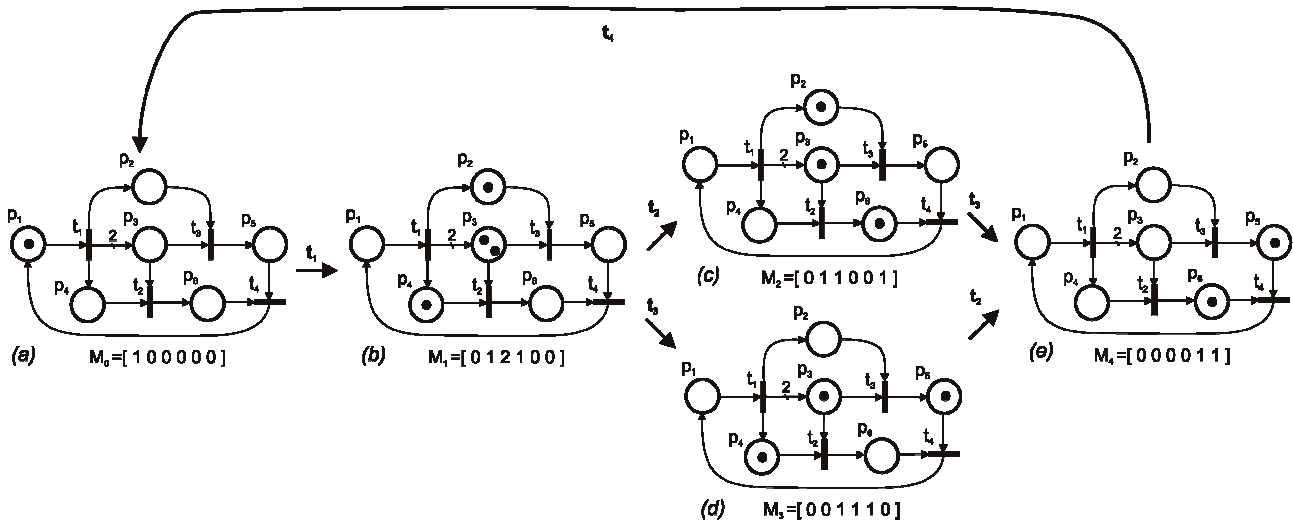 t₄
p₂
p₁
t₁
2
p₃
t₃
p₅
p₄
t₂
p₆
t₄
(a)
M₀=[ 1 0 0 0 0 0 ]
t₁
p₂
p₁
t₁
2
p₃
t₃
p₅
p₄
t₂
p₆
t₄
(b)
M₁=[ 0 1 2 1 0 0 ]
t₂
t₃
p₂
p₁
t₁
2
p₃
t₃
p₅
p₄
t₂
p₆
t₄
(c)
M₂=[ 0 1 1 0 0 1 ]
t₃
p₂
p₁
t₁
2
p₃
t₃
p₅
p₄
t₂
p₆
t₄
(d)
M₃=[ 0 0 1 1 1 0 ]
t₂
p₂
p₁
t₁
2
p₃
t₃
p₅
p₄
t₂
p₆
t₄
(e)
M₄=[ 0 0 0 0 1 1 ]